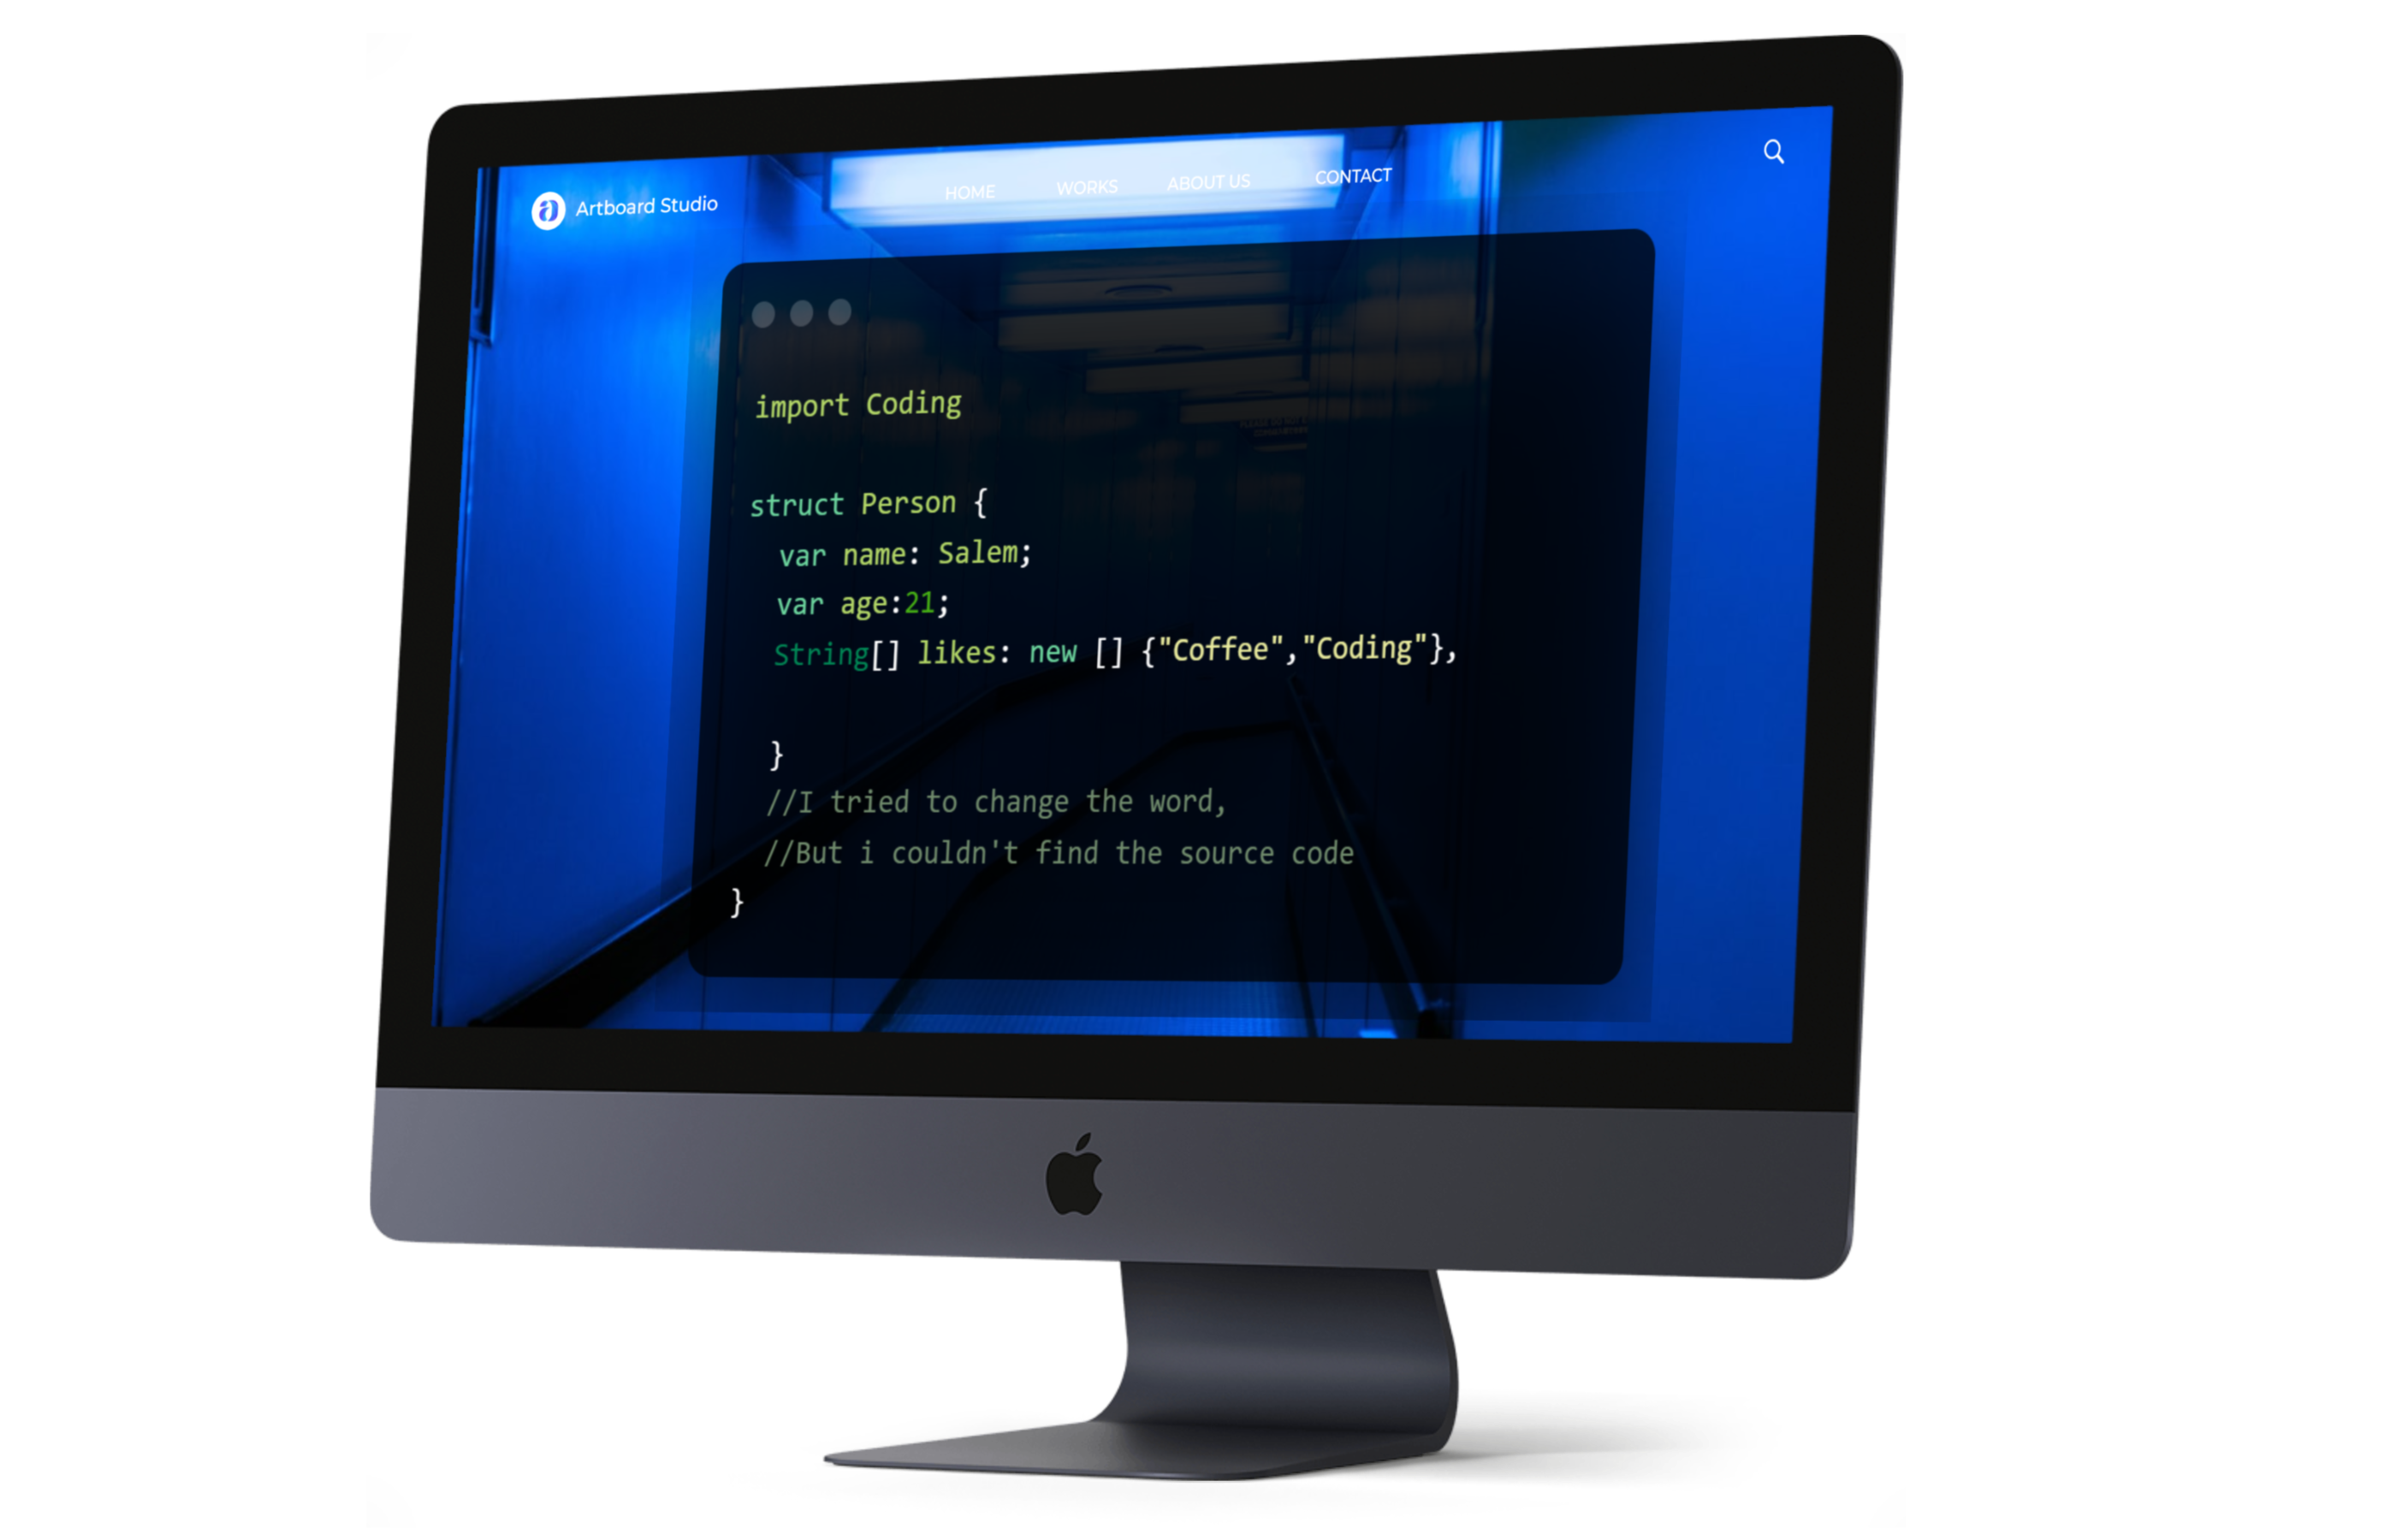 Artboard Studio
HOME WORKS ABOUT US CONTACT
import Coding
struct Person {
var name: Salem;
var age:21;
String[] likes: new [] {"Coffee","Coding"},
}
//I tried to change the word,
//But i couldn't find the source code
}